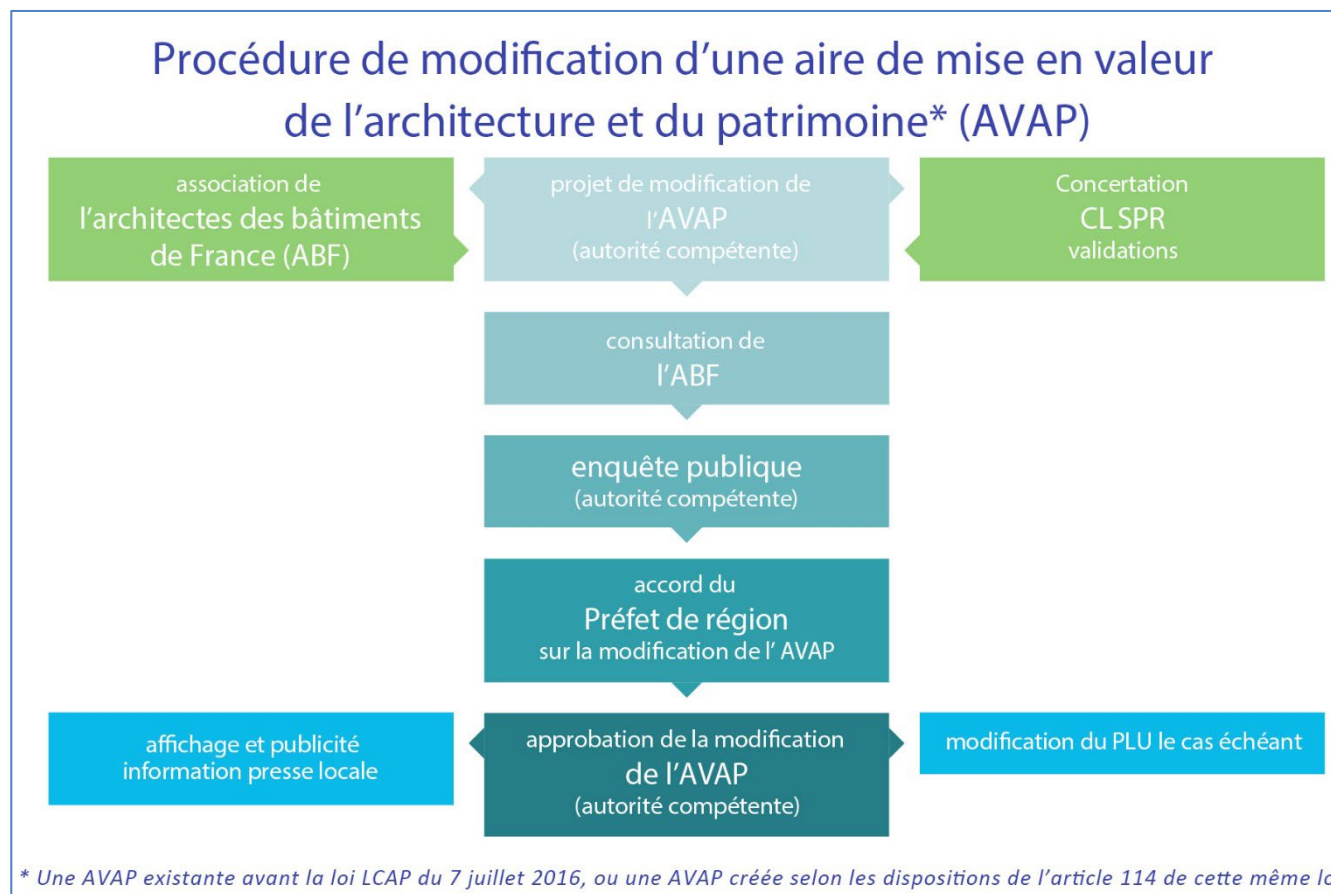 Procédure de modification d'une aire de mise en valeur
de l'architecture et du patrimoine* (AVAP)
association de
l'architectes des bâtiments
de France (ABF)
projet de modification de
l'AVAP
(autorité compétente)
Concertation
CL SPR
validations
consultation de
l'ABF
enquête publique
(autorité compétente)
accord du
Préfet de région
sur la modification de l' AVAP
affichage et publicité
information presse locale
approbation de la modification
de l'AVAP
(autorité compétente)
modification du PLU le cas échéant
* Une AVAP existante avant la loi LCAP du 7 juillet 2016, ou une AVAP créée selon les dispositions de l'article 114 de cette même lo